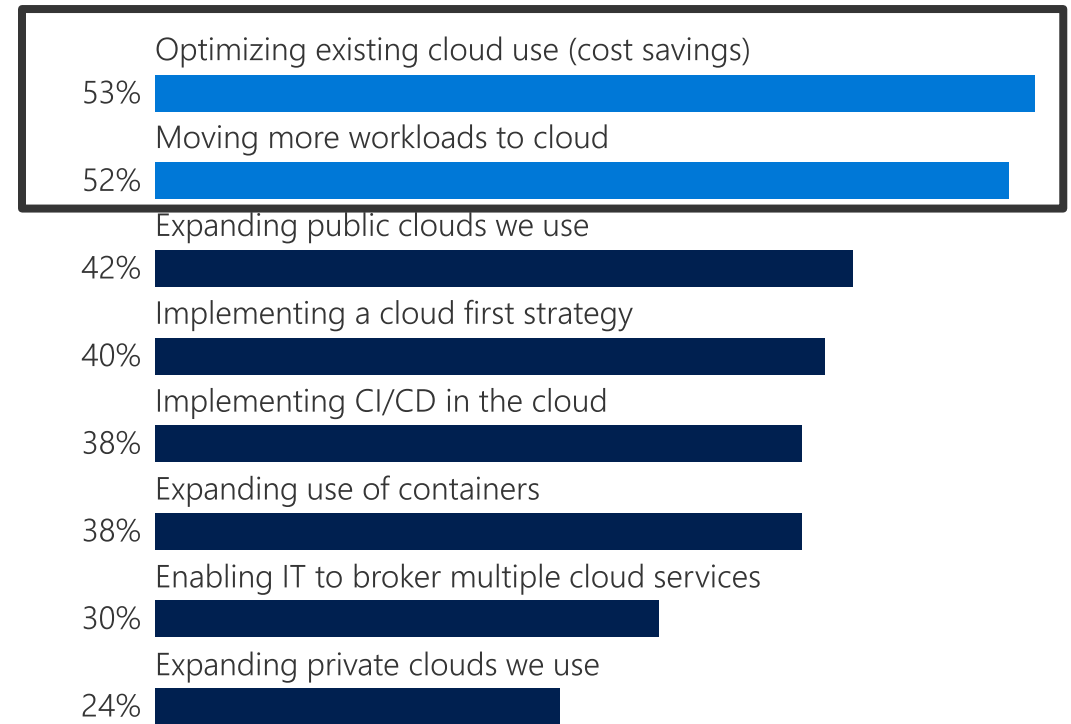 Optimizing existing cloud use (cost savings)
53%
Moving more workloads to cloud
52%
Expanding public clouds we use
42%
Implementing a cloud first strategy
40%
Implementing CI/CD in the cloud
38%
Expanding use of containers
38%
Enabling IT to broker multiple cloud services
30%
Expanding private clouds we use
24%